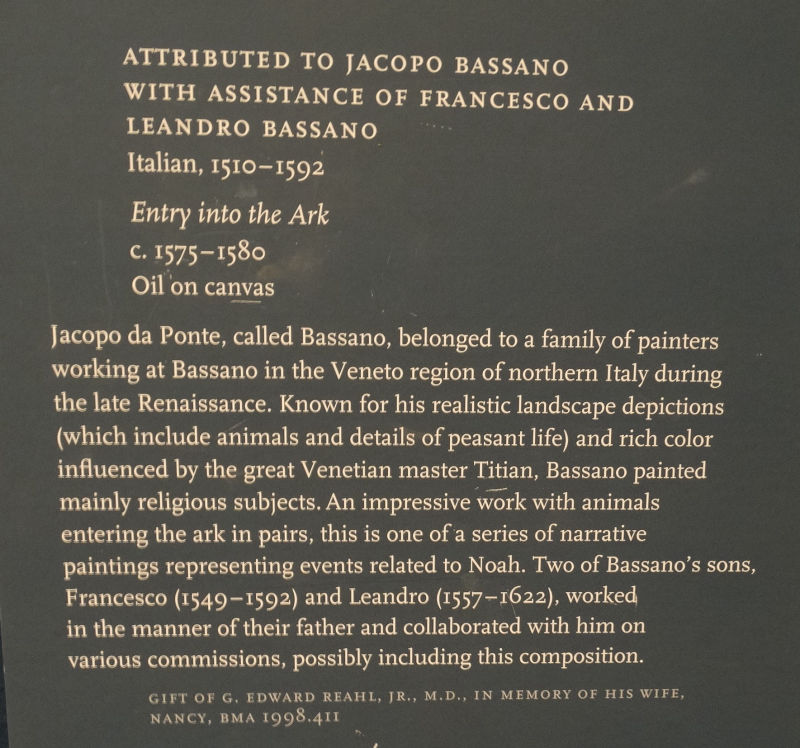 ATTRIBUTED TO JACOPO BASSANO
WITH ASSISTANCE OF FRANCESCO AND
LEANDRO BASSANO
Italian, 1510–1592
Entry into the Ark
c. 1575–1580
Oil on canvas
Jacopo da Ponte, called Bassano, belonged to a family of painters
working at Bassano in the Veneto region of northern Italy during
the late Renaissance. Known for his realistic landscape depictions
(which include animals and details of peasant life) and rich color
influenced by the great Venetian master Titian, Bassano painted
mainly religious subjects. An impressive work with animals
entering the ark in pairs, this is one of a series of narrative
paintings representing events related to Noah. Two of Bassano's sons,
Francesco (1549–1592) and Leandro (1557–1622), worked
in the manner of their father and collaborated with him on
various commissions, possibly including this composition.
GIFT OF G. EDWARD REAHL, JR., M.D., IN MEMORY OF HIS WIFE,
NANCY, BMA 1998.411